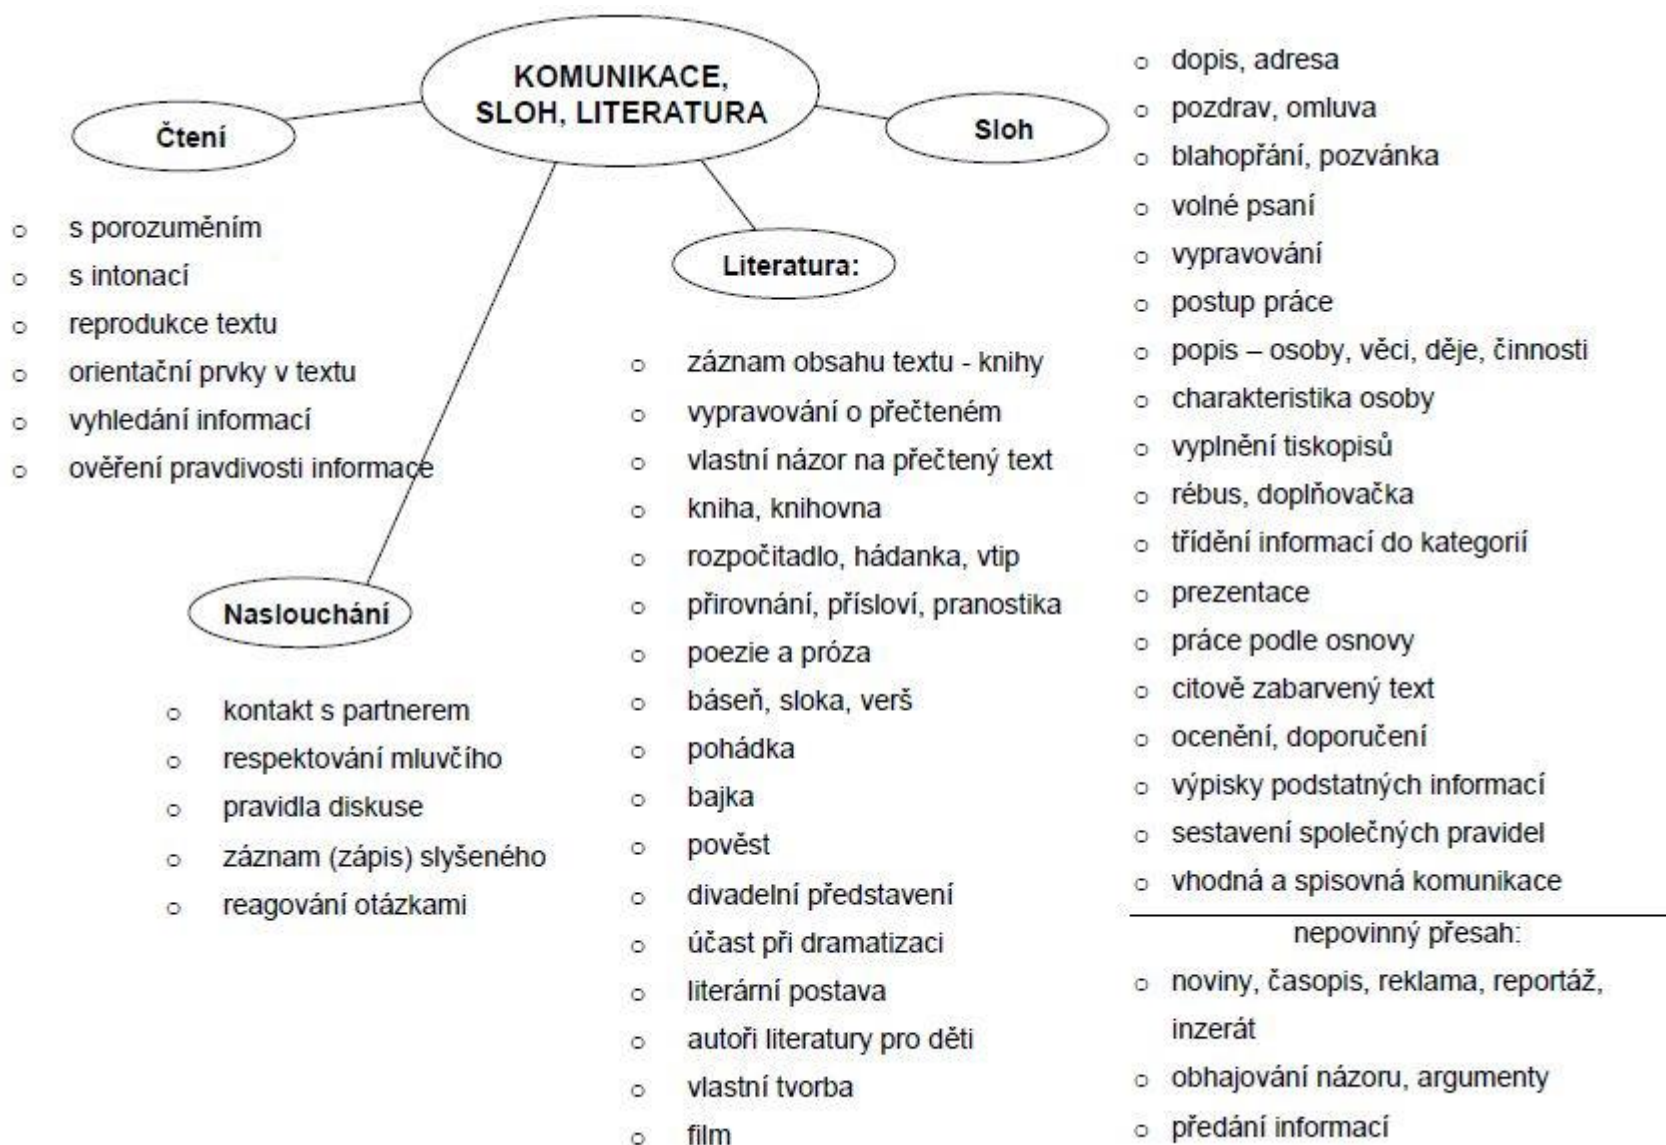 KOMUNIKACE,
SLOH, LITERATURA
Čtení
o s porozuměním
o s intonací
o reprodukce textu
o orientační prvky v textu
o vyhledání informací
o ověření pravdivosti informace
Naslouchání
o kontakt s partnerem
o respektování mluvčího
o pravidla diskuse
o záznam (zápis) slyšeného
o reagování otázkami
Literatura:
o záznam obsahu textu - knihy
o vypravování o přečteném
o vlastní názor na přečtený text
o kniha, knihovna
o rozpočitadlo, hádanka, vtip
o přirovnání, přísloví, pranostika
o poezie a próza
o báseň, sloka, verš
o pohádka
o bajka
o pověst
o divadelní představení
o účast při dramatizaci
o literární postava
o autoři literatury pro děti
o vlastní tvorba
o film
Sloh
o dopis, adresa
o pozdrav, omluva
o blahopřání, pozvánka
o volné psaní
o vypravování
o postup práce
o popis – osoby, věci, děje, činnosti
o charakteristika osoby
o vyplnění tiskopisů
o rébus, doplňovačka
o třídění informací do kategorií
o prezentace
o práce podle osnovy
o citově zabarvený text
o ocenění, doporučení
o výpisky podstatných informací
o sestavení společných pravidel
o vhodná a spisovná komunikace
nepovinný přesah:
o noviny, časopis, reklama, reportáž,
inzerát
o obhajování názoru, argumenty
o předání informací